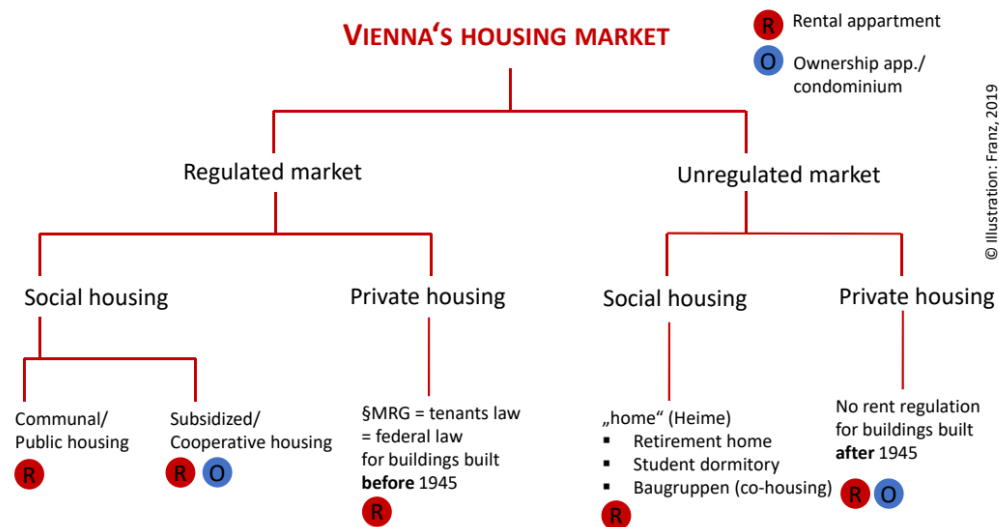 VIENNA‘S HOUSING MARKET
R Rental appartment
O Ownership app./
condominium
© Illustration: Franz, 2019
Regulated market
Unregulated market
Social housing
Private housing
Social housing
Private housing
Communal/
Public housing
R
Subsidized/
Cooperative housing
R O
§MRG = tenants law
= federal law
for buildings built
before 1945
R
„home“ (Heime)
▪ Retirement home
▪ Student dormitory
▪ Baugruppen (co-housing)
R
No rent regulation
for buildings built
after 1945
R O